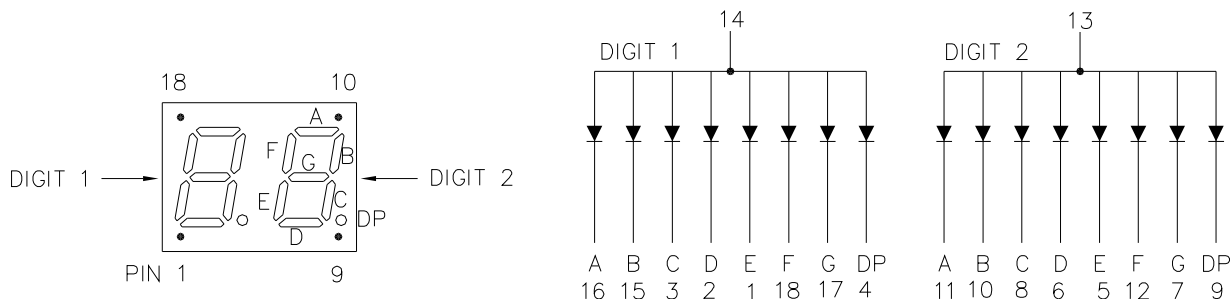 18 10
A
F B
G
DIGIT 1 DIGIT 2
E C
DP
D
PIN 1 9
14
DIGIT 1
A B C D E F G DP
16 15 3 2 1 18 17 4
13
DIGIT 2
A B C D E F G DP
11 10 8 6 5 12 7 9